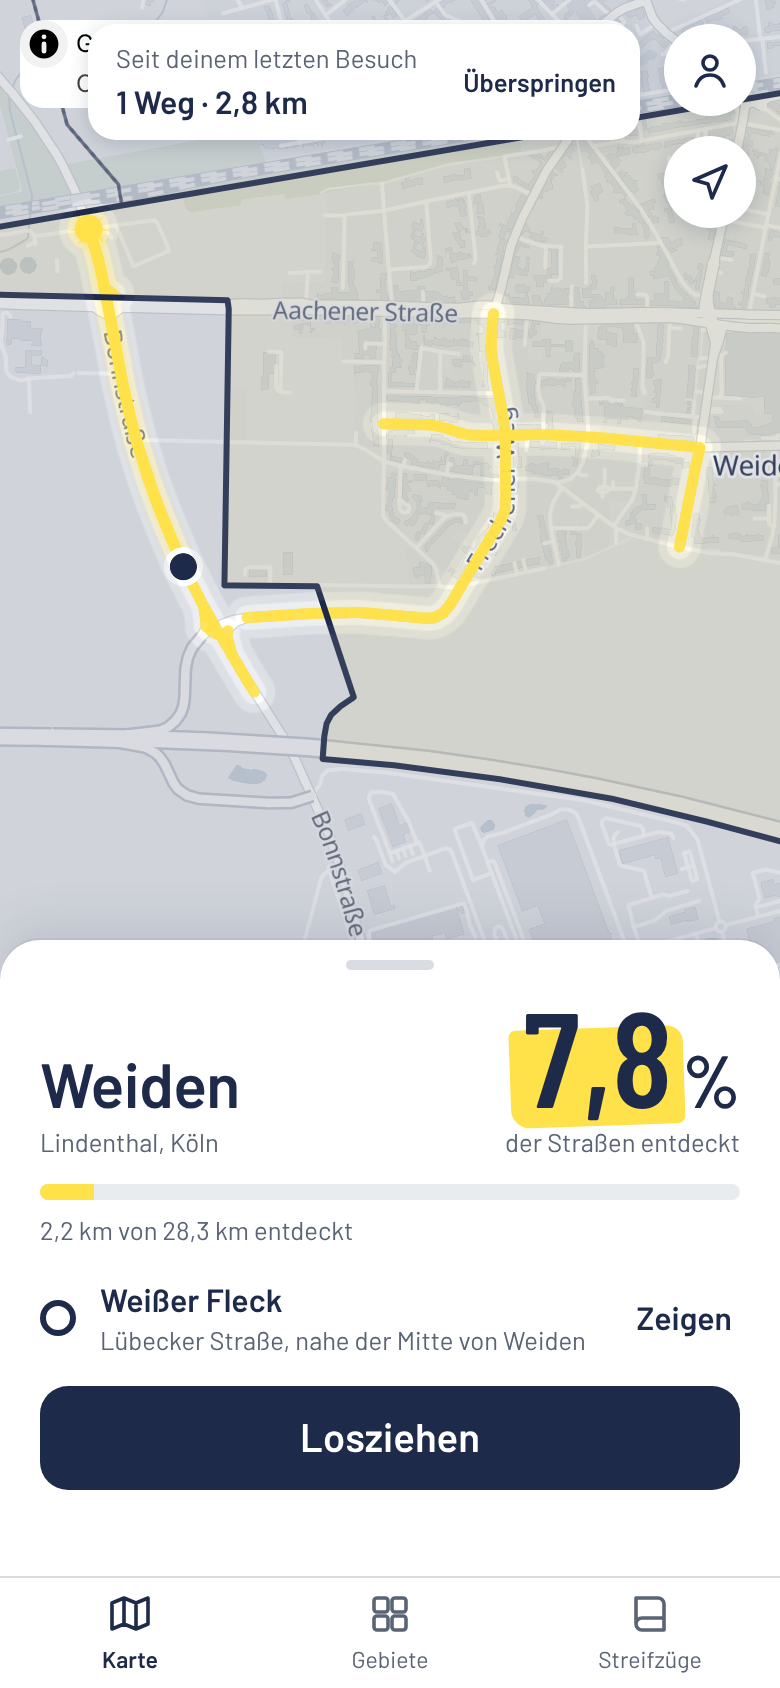 Seit deinem letzten Besuch
1 Weg · 2,8 km
Überspringen
Aachener Straße
Bonnstraße
Frechener Weg
Bonnstraße
Weiden
7,8 %
Lindenthal, Köln
der Straßen entdeckt
2,2 km von 28,3 km entdeckt
Weißer Fleck
Lübecker Straße, nahe der Mitte von Weiden
Zeigen
Losziehen
Karte
Gebiete
Streifzüge